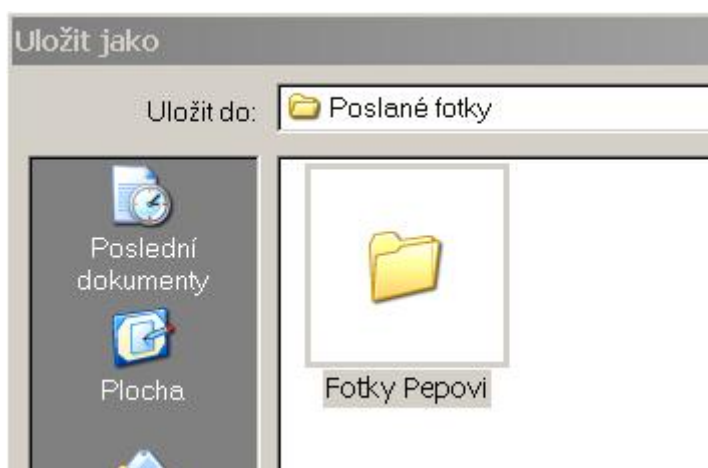 Uložit jako
Uložit do:
Poslané fotky
Poslední
dokumenty
Plocha
Fotky Pepovi